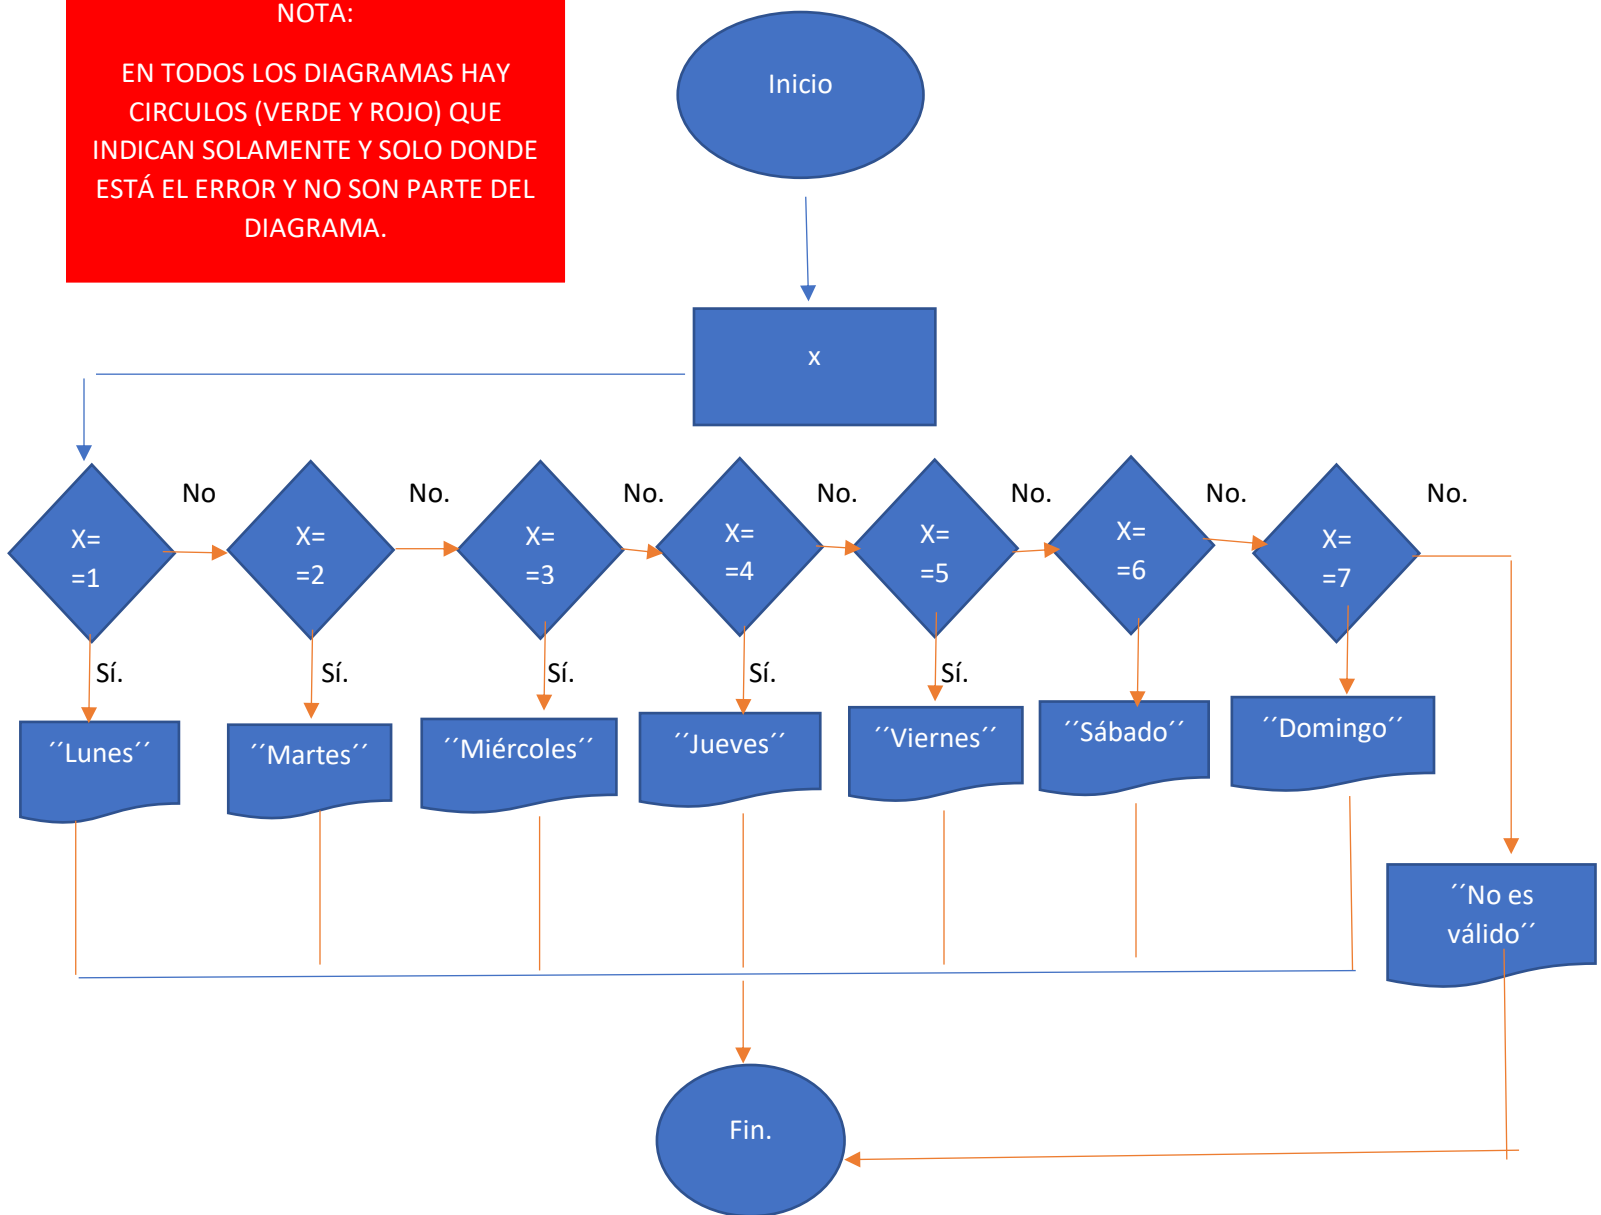 NOTA:
EN TODOS LOS DIAGRAMAS HAY
CIRCULOS (VERDE Y ROJO) QUE
INDICAN SOLAMENTE Y SOLO DONDE
ESTÁ EL ERROR Y NO SON PARTE DEL
DIAGRAMA.
Inicio
x
X=
=1
No
X=
=2
No.
X=
=3
No.
X=
=4
No.
X=
=5
No.
X=
=6
No.
X=
=7
No.
Sí.
Sí.
Sí.
Sí.
Sí.
´´Lunes´´
´´Martes´´
´´Miércoles´´
´´Jueves´´
´´Viernes´´
´´Sábado´´
´´Domingo´´
´´No es
válido´´
Fin.